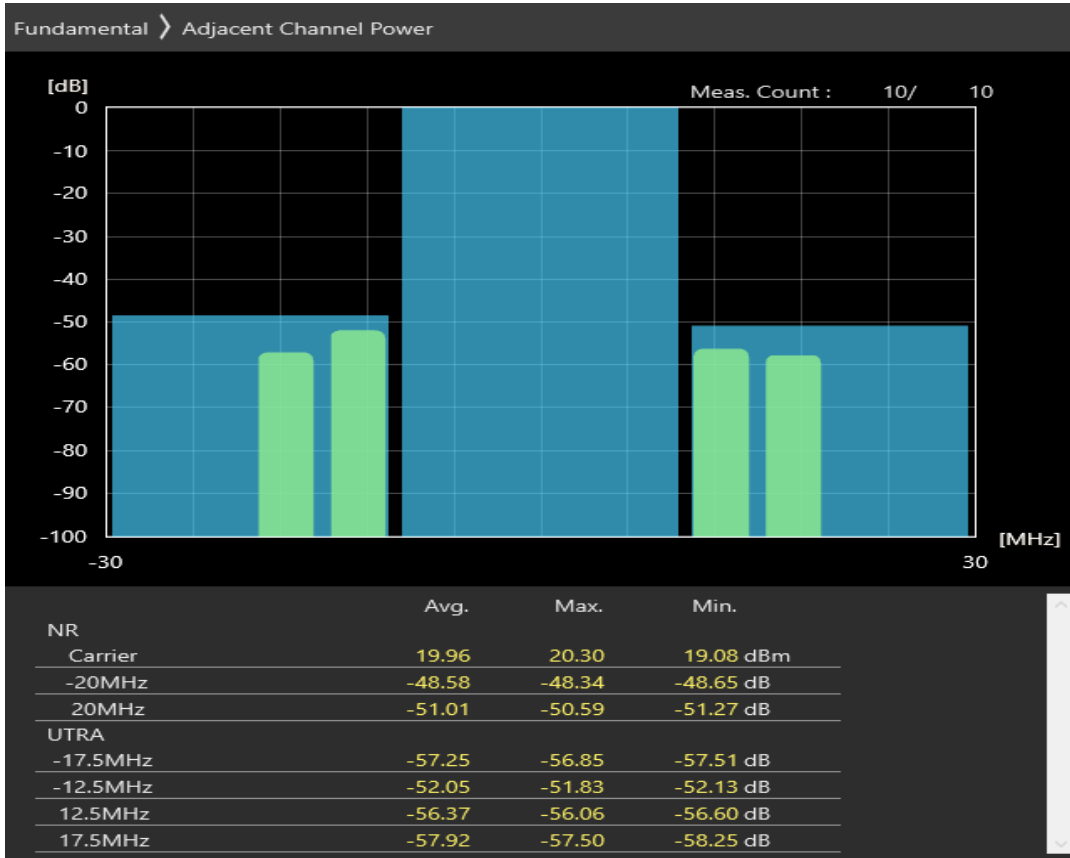 Fundamental ❯ Adjacent Channel Power
[dB]
Meas. Count : 10/ 10
0
-10
-20
-30
-40
-50
-60
-70
-80
-90
-100
[MHz]
-30 30
Avg. Max. Min.
NR
Carrier 19.96 20.30 19.08 dBm
-20MHz -48.58 -48.34 -48.65 dB
20MHz -51.01 -50.59 -51.27 dB
UTRA
-17.5MHz -57.25 -56.85 -57.51 dB
-12.5MHz -52.05 -51.83 -52.13 dB
12.5MHz -56.37 -56.06 -56.60 dB
17.5MHz -57.92 -57.50 -58.25 dB